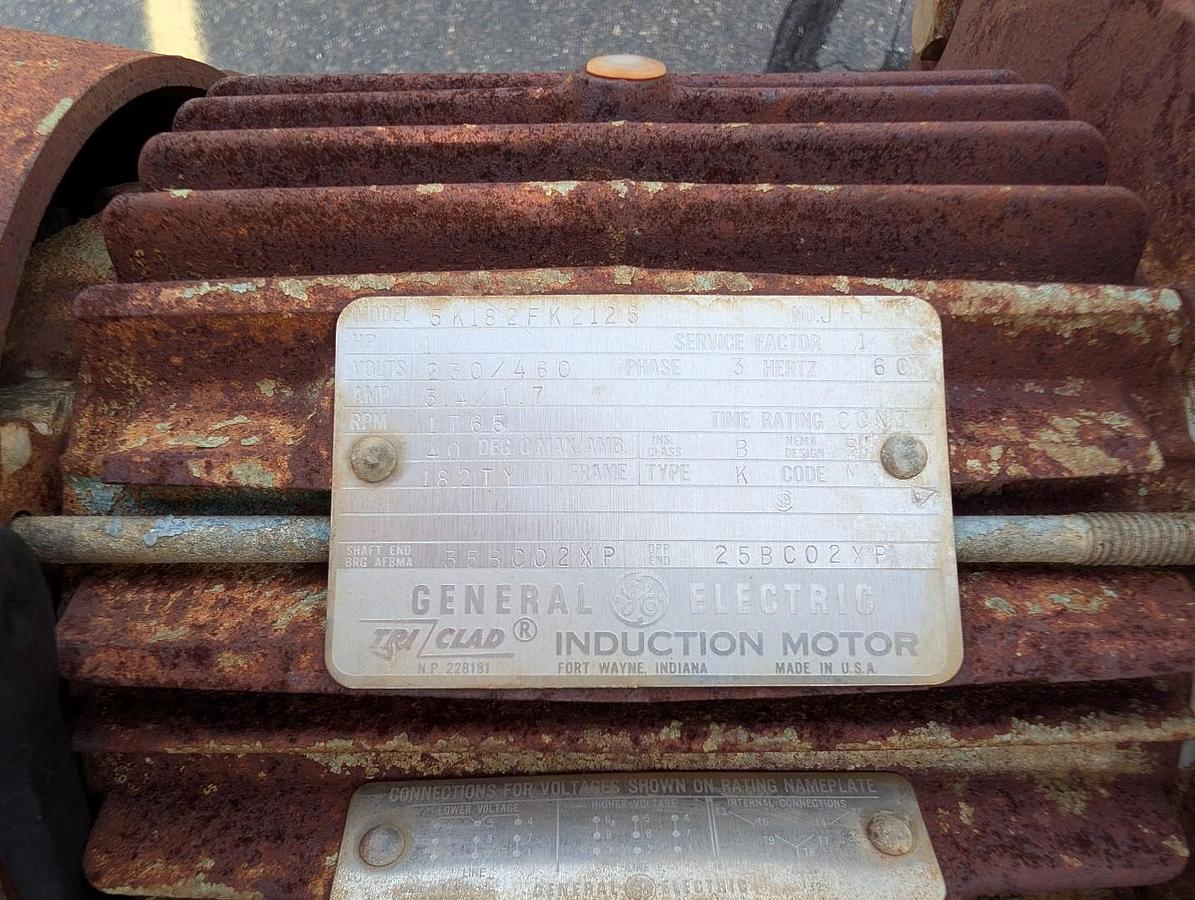 MODEL 5K182FK2126 NO. JHH
HP 1 SERVICE FACTOR 1
VOLTS 230/460 PHASE 3 HERTZ 60
AMP 3.4/1.7
RPM 1765 TIME RATING CONT
40 DEG. C MAX. AMB. INS. CLASS B NEMA DESIGN B
182TY FRAME TYPE K CODE M
SHAFT END BRG AFBMA 35BC02XP OPP END 25BC02XP
GENERAL GE ELECTRIC
TRI CLAD® INDUCTION MOTOR
N.P. 228181 FORT WAYNE, INDIANA MADE IN U.S.A.
CONNECTIONS FOR VOLTAGES SHOWN ON RATING NAMEPLATE
LOWER VOLTAGE HIGHER VOLTAGE INTERNAL CONNECTIONS
GENERAL ELECTRIC